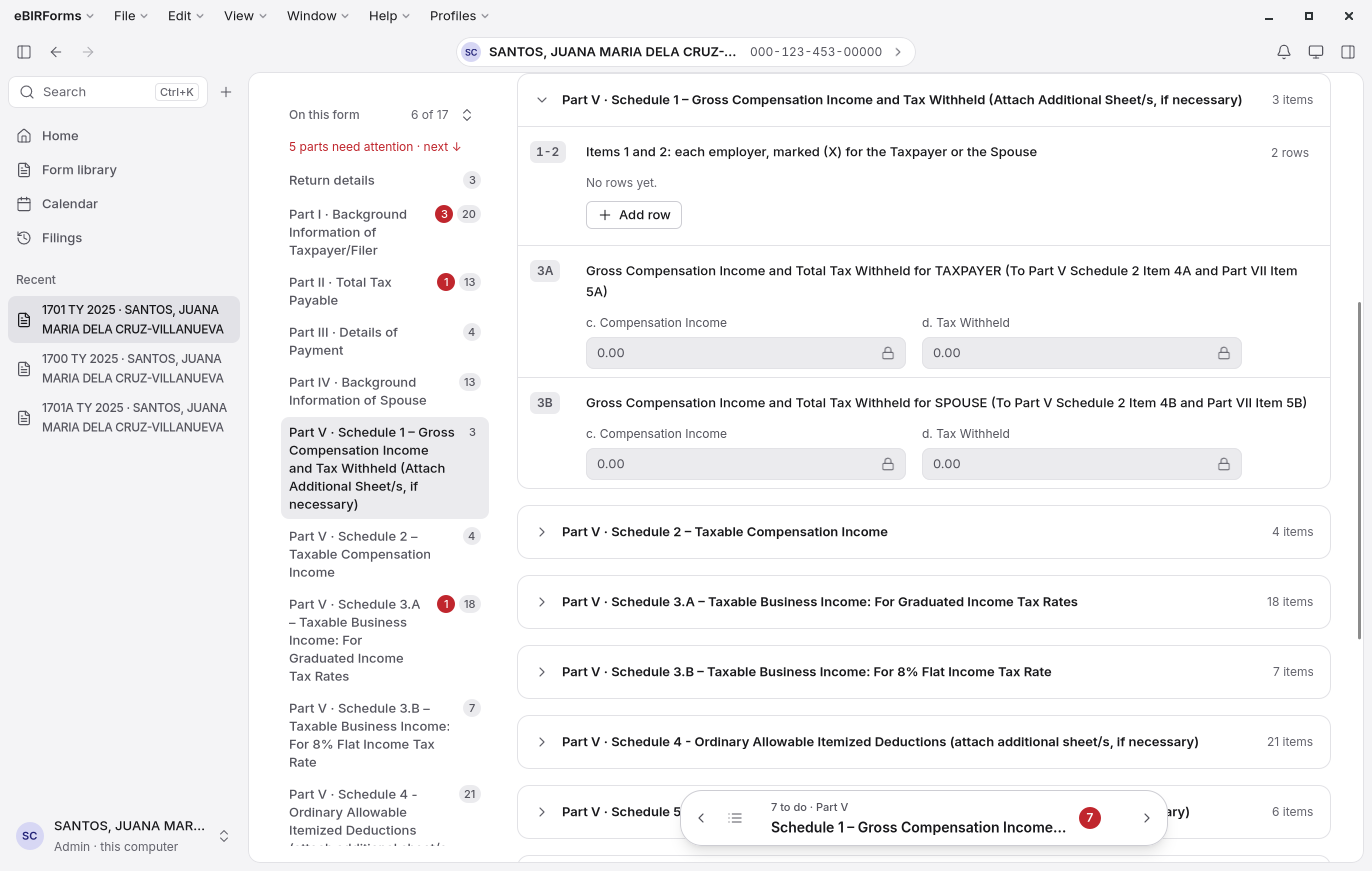 eBIRForms File Edit View Window Help Profiles
SC SANTOS, JUANA MARIA DELA CRUZ-... 000-123-453-00000
Search Ctrl+K
Home
Form library
Calendar
Filings
Recent
1701 TY 2025 · SANTOS, JUANA
MARIA DELA CRUZ-VILLANUEVA
1700 TY 2025 · SANTOS, JUANA
MARIA DELA CRUZ-VILLANUEVA
1701A TY 2025 · SANTOS, JUANA
MARIA DELA CRUZ-VILLANUEVA
SC SANTOS, JUANA MAR...
Admin · this computer
On this form 6 of 17
5 parts need attention · next ↓
Return details 3
Part I · Background 3 20
Information of
Taxpayer/Filer
Part II · Total Tax 1 13
Payable
Part III · Details of 4
Payment
Part IV · Background 13
Information of Spouse
Part V · Schedule 1 – Gross 3
Compensation Income
and Tax Withheld (Attach
Additional Sheet/s, if
necessary)
Part V · Schedule 2 – 4
Taxable Compensation
Income
Part V · Schedule 3.A 1 18
– Taxable Business
Income: For
Graduated Income
Tax Rates
Part V · Schedule 3.B – 7
Taxable Business Income:
For 8% Flat Income Tax
Rate
Part V · Schedule 4 - 21
Ordinary Allowable
Itemized Deductions
Part V · Schedule 1 – Gross Compensation Income and Tax Withheld (Attach Additional Sheet/s, if necessary) 3 items
1-2 Items 1 and 2: each employer, marked (X) for the Taxpayer or the Spouse 2 rows
No rows yet.
+ Add row
3A Gross Compensation Income and Total Tax Withheld for TAXPAYER (To Part V Schedule 2 Item 4A and Part VII Item
5A)
c. Compensation Income d. Tax Withheld
0.00 0.00
3B Gross Compensation Income and Total Tax Withheld for SPOUSE (To Part V Schedule 2 Item 4B and Part VII Item 5B)
c. Compensation Income d. Tax Withheld
0.00 0.00
Part V · Schedule 2 – Taxable Compensation Income 4 items
Part V · Schedule 3.A – Taxable Business Income: For Graduated Income Tax Rates 18 items
Part V · Schedule 3.B – Taxable Business Income: For 8% Flat Income Tax Rate 7 items
Part V · Schedule 4 - Ordinary Allowable Itemized Deductions (attach additional sheet/s, if necessary) 21 items
Part V · Schedule 5 ary) 6 items
7 to do · Part V
Schedule 1 – Gross Compensation Income... 7